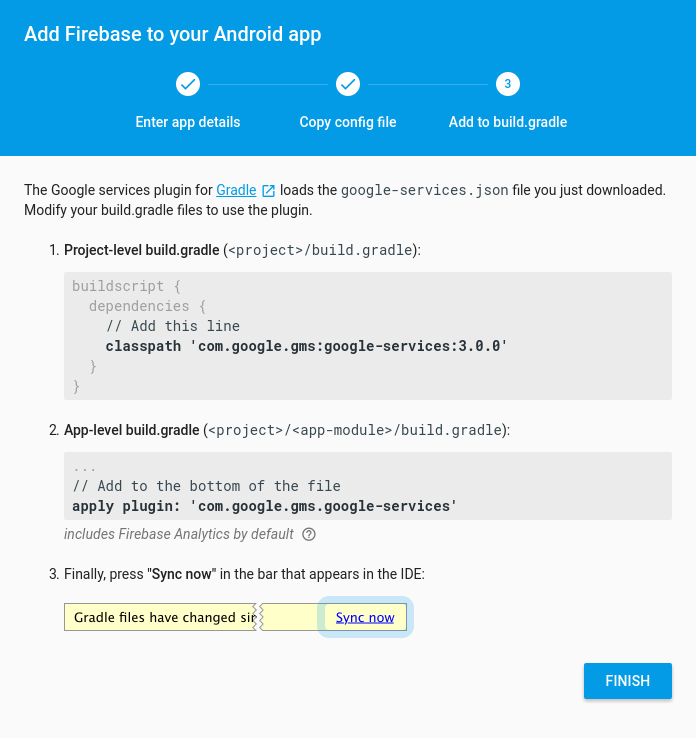 Add Firebase to your Android app
3
Enter app details
Copy config file
Add to build.gradle
The Google services plugin for Gradle loads the google-services.json file you just downloaded.
Modify your build.gradle files to use the plugin.
1. Project-level build.gradle (<project>/build.gradle):
buildscript {
  dependencies {
    // Add this line
    classpath 'com.google.gms:google-services:3.0.0'
  }
}
2. App-level build.gradle (<project>/<app-module>/build.gradle):
...
// Add to the bottom of the file
apply plugin: 'com.google.gms.google-services'
includes Firebase Analytics by default ?
3. Finally, press "Sync now" in the bar that appears in the IDE:
Gradle files have changed sin Sync now
FINISH